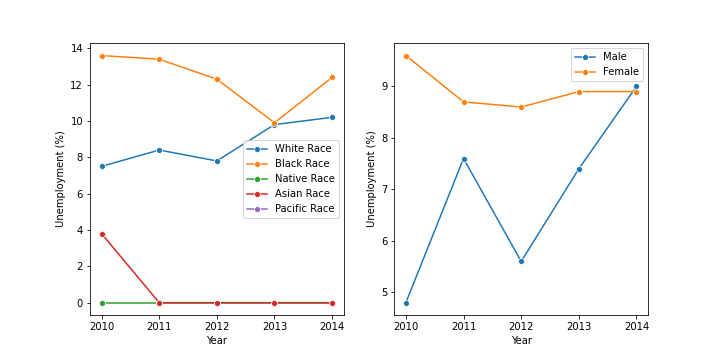 14
12
10
8
6
4
2
0
Unemployment (%)
White Race
Black Race
Native Race
Asian Race
Pacific Race
2010 2011 2012 2013 2014
Year
9
8
7
6
5
Unemployment (%)
Male
Female
2010 2011 2012 2013 2014
Year